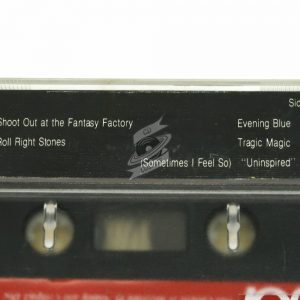 Sid
Shoot Out at the Fantasy Factory Evening Blue
Roll Right Stones Tragic Magic
(Sometimes I Feel So) "Uninspired"